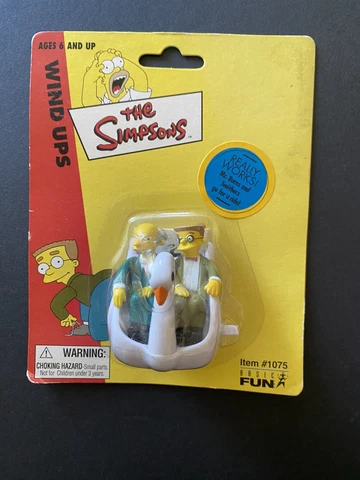 AGES 6 AND UP
WIND UPS
THE
SIMPSONS
REALLY
WORKS!
Mr. Burns and
Smithers
go for a ride!
WARNING:
CHOKING HAZARD-Small parts
Not for Children under 3 years.
Item #1075
BASIC
FUN